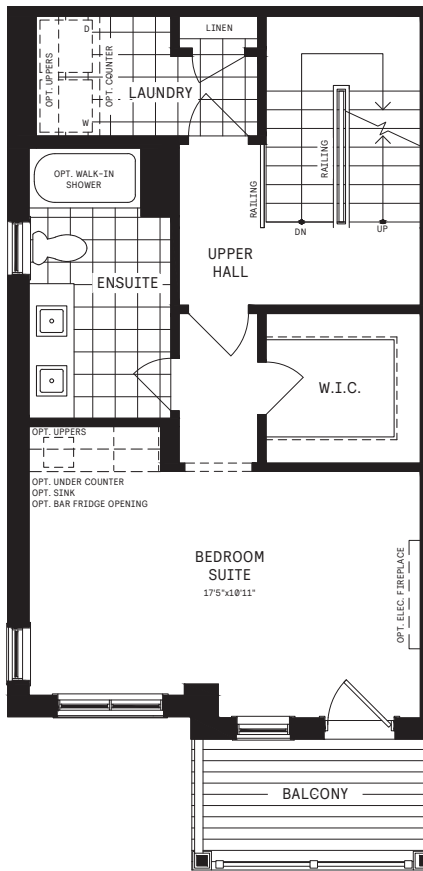 LINEN
D
OPT. UPPERS
OPT. COUNTER
LAUNDRY
W
OPT. WALK-IN
SHOWER
RAILING
RAILING
DN
UP
UPPER
HALL
ENSUITE
W.I.C.
OPT. UPPERS
OPT. UNDER COUNTER
OPT. SINK
OPT. BAR FRIDGE OPENING
BEDROOM
SUITE
17'5"x10'11"
OPT. ELEC. FIREPLACE
BALCONY